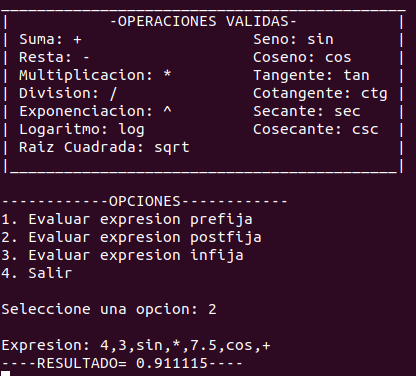 -OPERACIONES VALIDAS-
| Suma: + Seno: sin |
| Resta: - Coseno: cos |
| Multiplicacion: * Tangente: tan |
| Division: / Cotangente: ctg |
| Exponenciacion: ^ Secante: sec |
| Logaritmo: log Cosecante: csc |
| Raiz Cuadrada: sqrt |
------------OPCIONES------------
1. Evaluar expresion prefija
2. Evaluar expresion postfija
3. Evaluar expresion infija
4. Salir
Seleccione una opcion: 2
Expresion: 4,3,sin,*,7.5,cos,+
----RESULTADO= 0.911115----